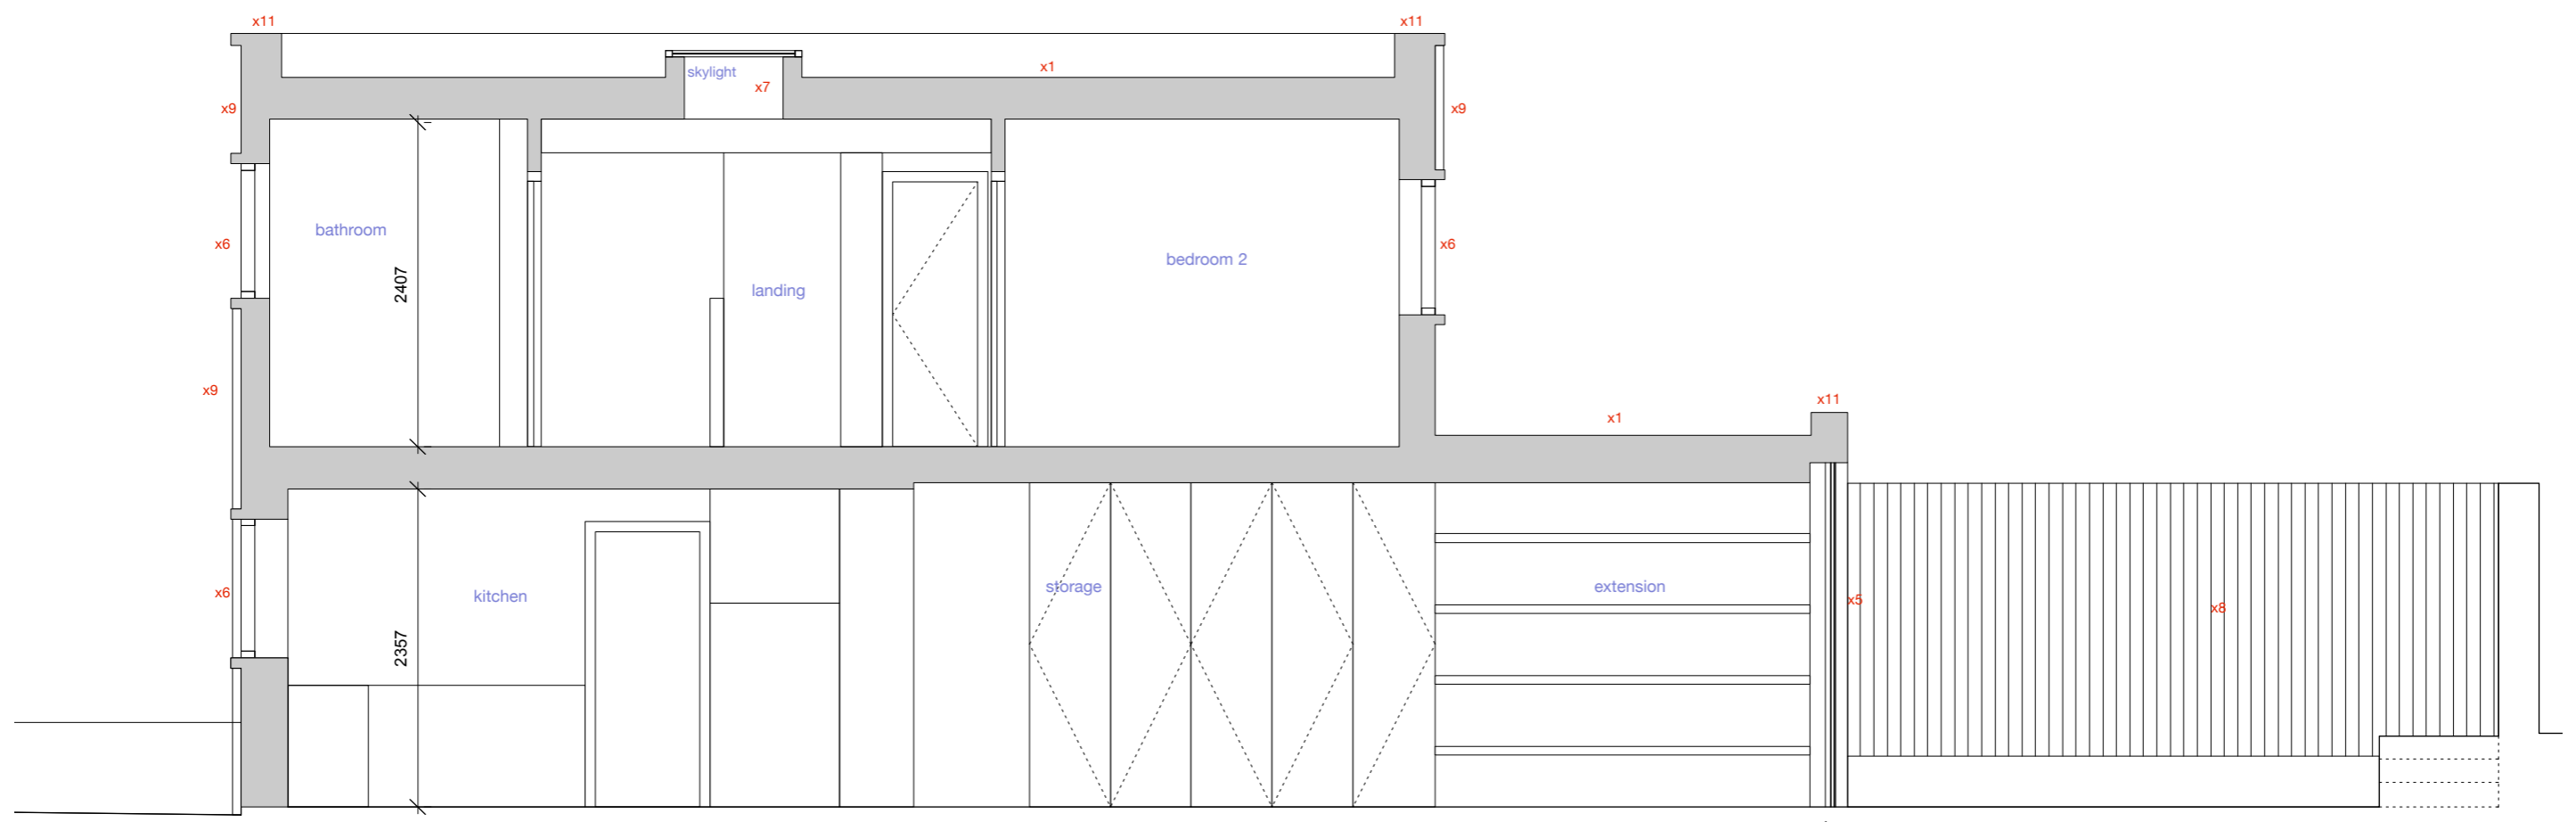 x11
x11
skylight
x1
x7
x9
x9
bathroom
x6
x6
bedroom 2
2407
landing
x9
x11
x1
storage
extension
x6
kitchen
x5
x8
2357